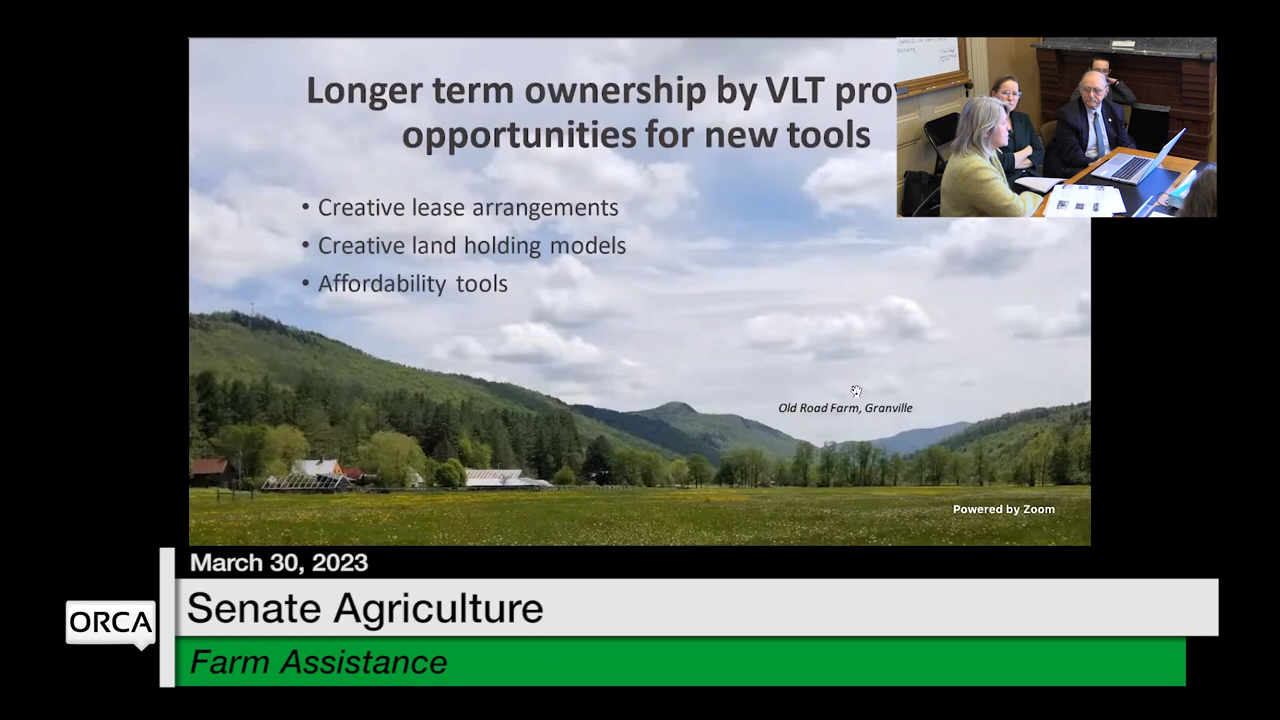 Longer term ownership by VLT pro
opportunities for new tools
• Creative lease arrangements
• Creative land holding models
• Affordability tools
Old Road Farm, Granville
Powered by Zoom
March 30, 2023
Senate Agriculture
ORCA
Farm Assistance